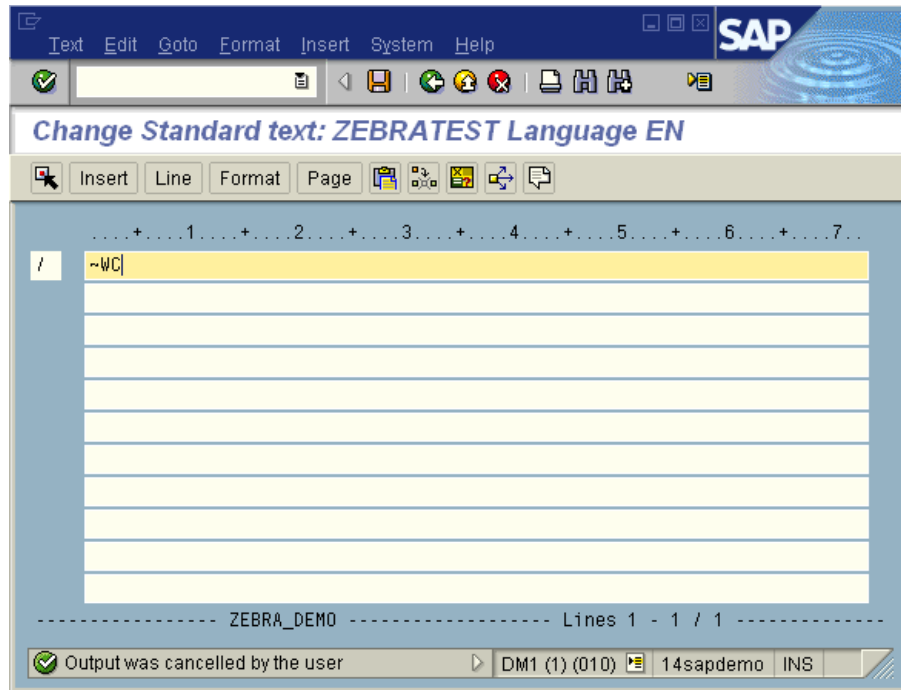 Text Edit Goto Format Insert System Help
SAP
Change Standard text: ZEBRATEST Language EN
Insert Line Format Page
....+....1....+....2....+....3....+....4....+....5....+....6....+....7..
/ ~WC
----------------- ZEBRA_DEMO ------------------- Lines 1 - 1 / 1 --------------
Output was cancelled by the user DM1 (1) (010) 14sapdemo INS